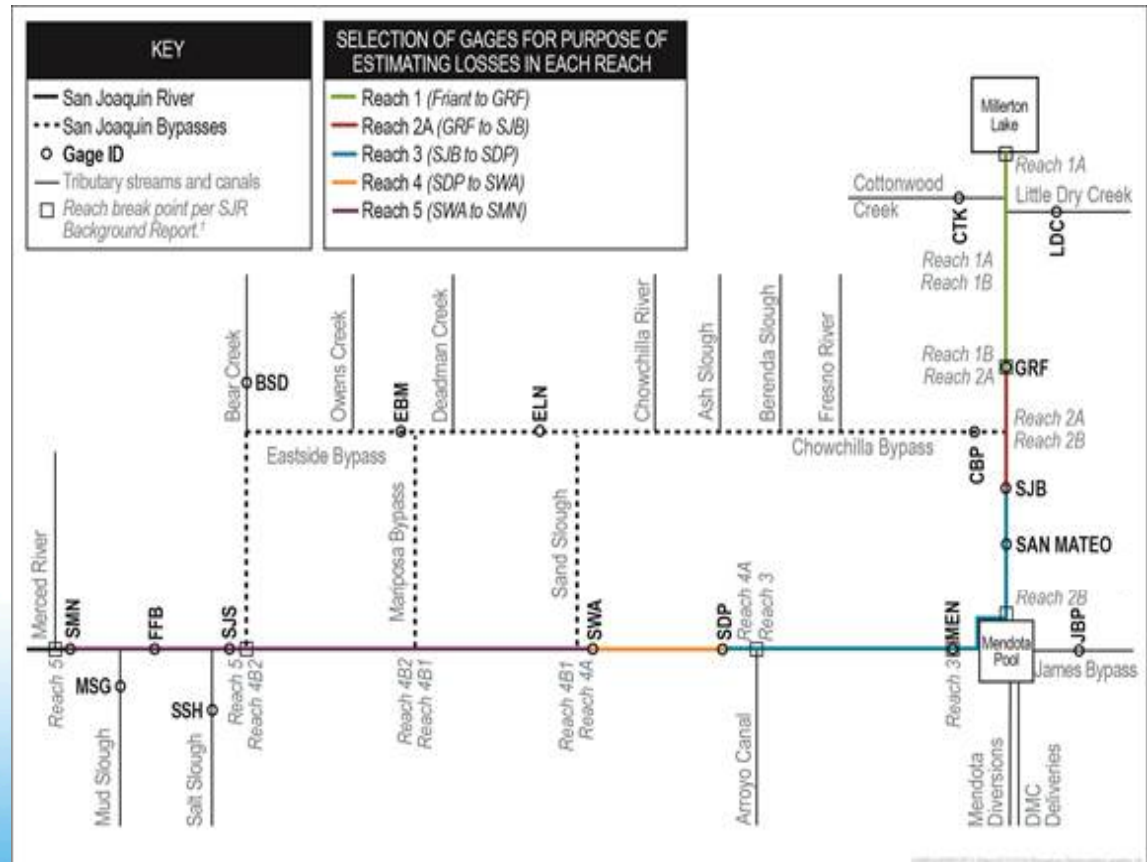 KEY
San Joaquin River
San Joaquin Bypasses
Gage ID
Tributary streams and canals
Reach break point per SJR
Background Report.¹
SELECTION OF GAGES FOR PURPOSE OF
ESTIMATING LOSSES IN EACH REACH
Reach 1 (Friant to GRF)
Reach 2A (GRF to SJB)
Reach 3 (SJB to SDP)
Reach 4 (SDP to SWA)
Reach 5 (SWA to SMN)
Millerton
Lake
Reach 1A
Cottonwood
Creek
CTK
Little Dry Creek
LDC
Reach 1A
Reach 1B
Reach 1B
Reach 2A
GRF
Bear Creek
BSD
Owens Creek
EBM
Deadman Creek
ELN
Chowchilla River
Ash Slough
Berenda Slough
Fresno River
Reach 2A
Reach 2B
Eastside Bypass
Chowchilla Bypass
CBP
SJB
SAN MATEO
Reach 2B
Merced River
SMN
FFB
SJS
Mariposa Bypass
Sand Slough
SWA
SDP
Reach 4A
Reach 3
MEN
Mendota
Pool
JBP
James Bypass
Reach 5
MSG
Mud Slough
SSH
Salt Slough
Reach 5
Reach 4B2
Reach 4B2
Reach 4B1
Reach 4B1
Reach 4A
Arroyo Canal
Reach 3
Mendota
Diversions
DMC
Deliveries